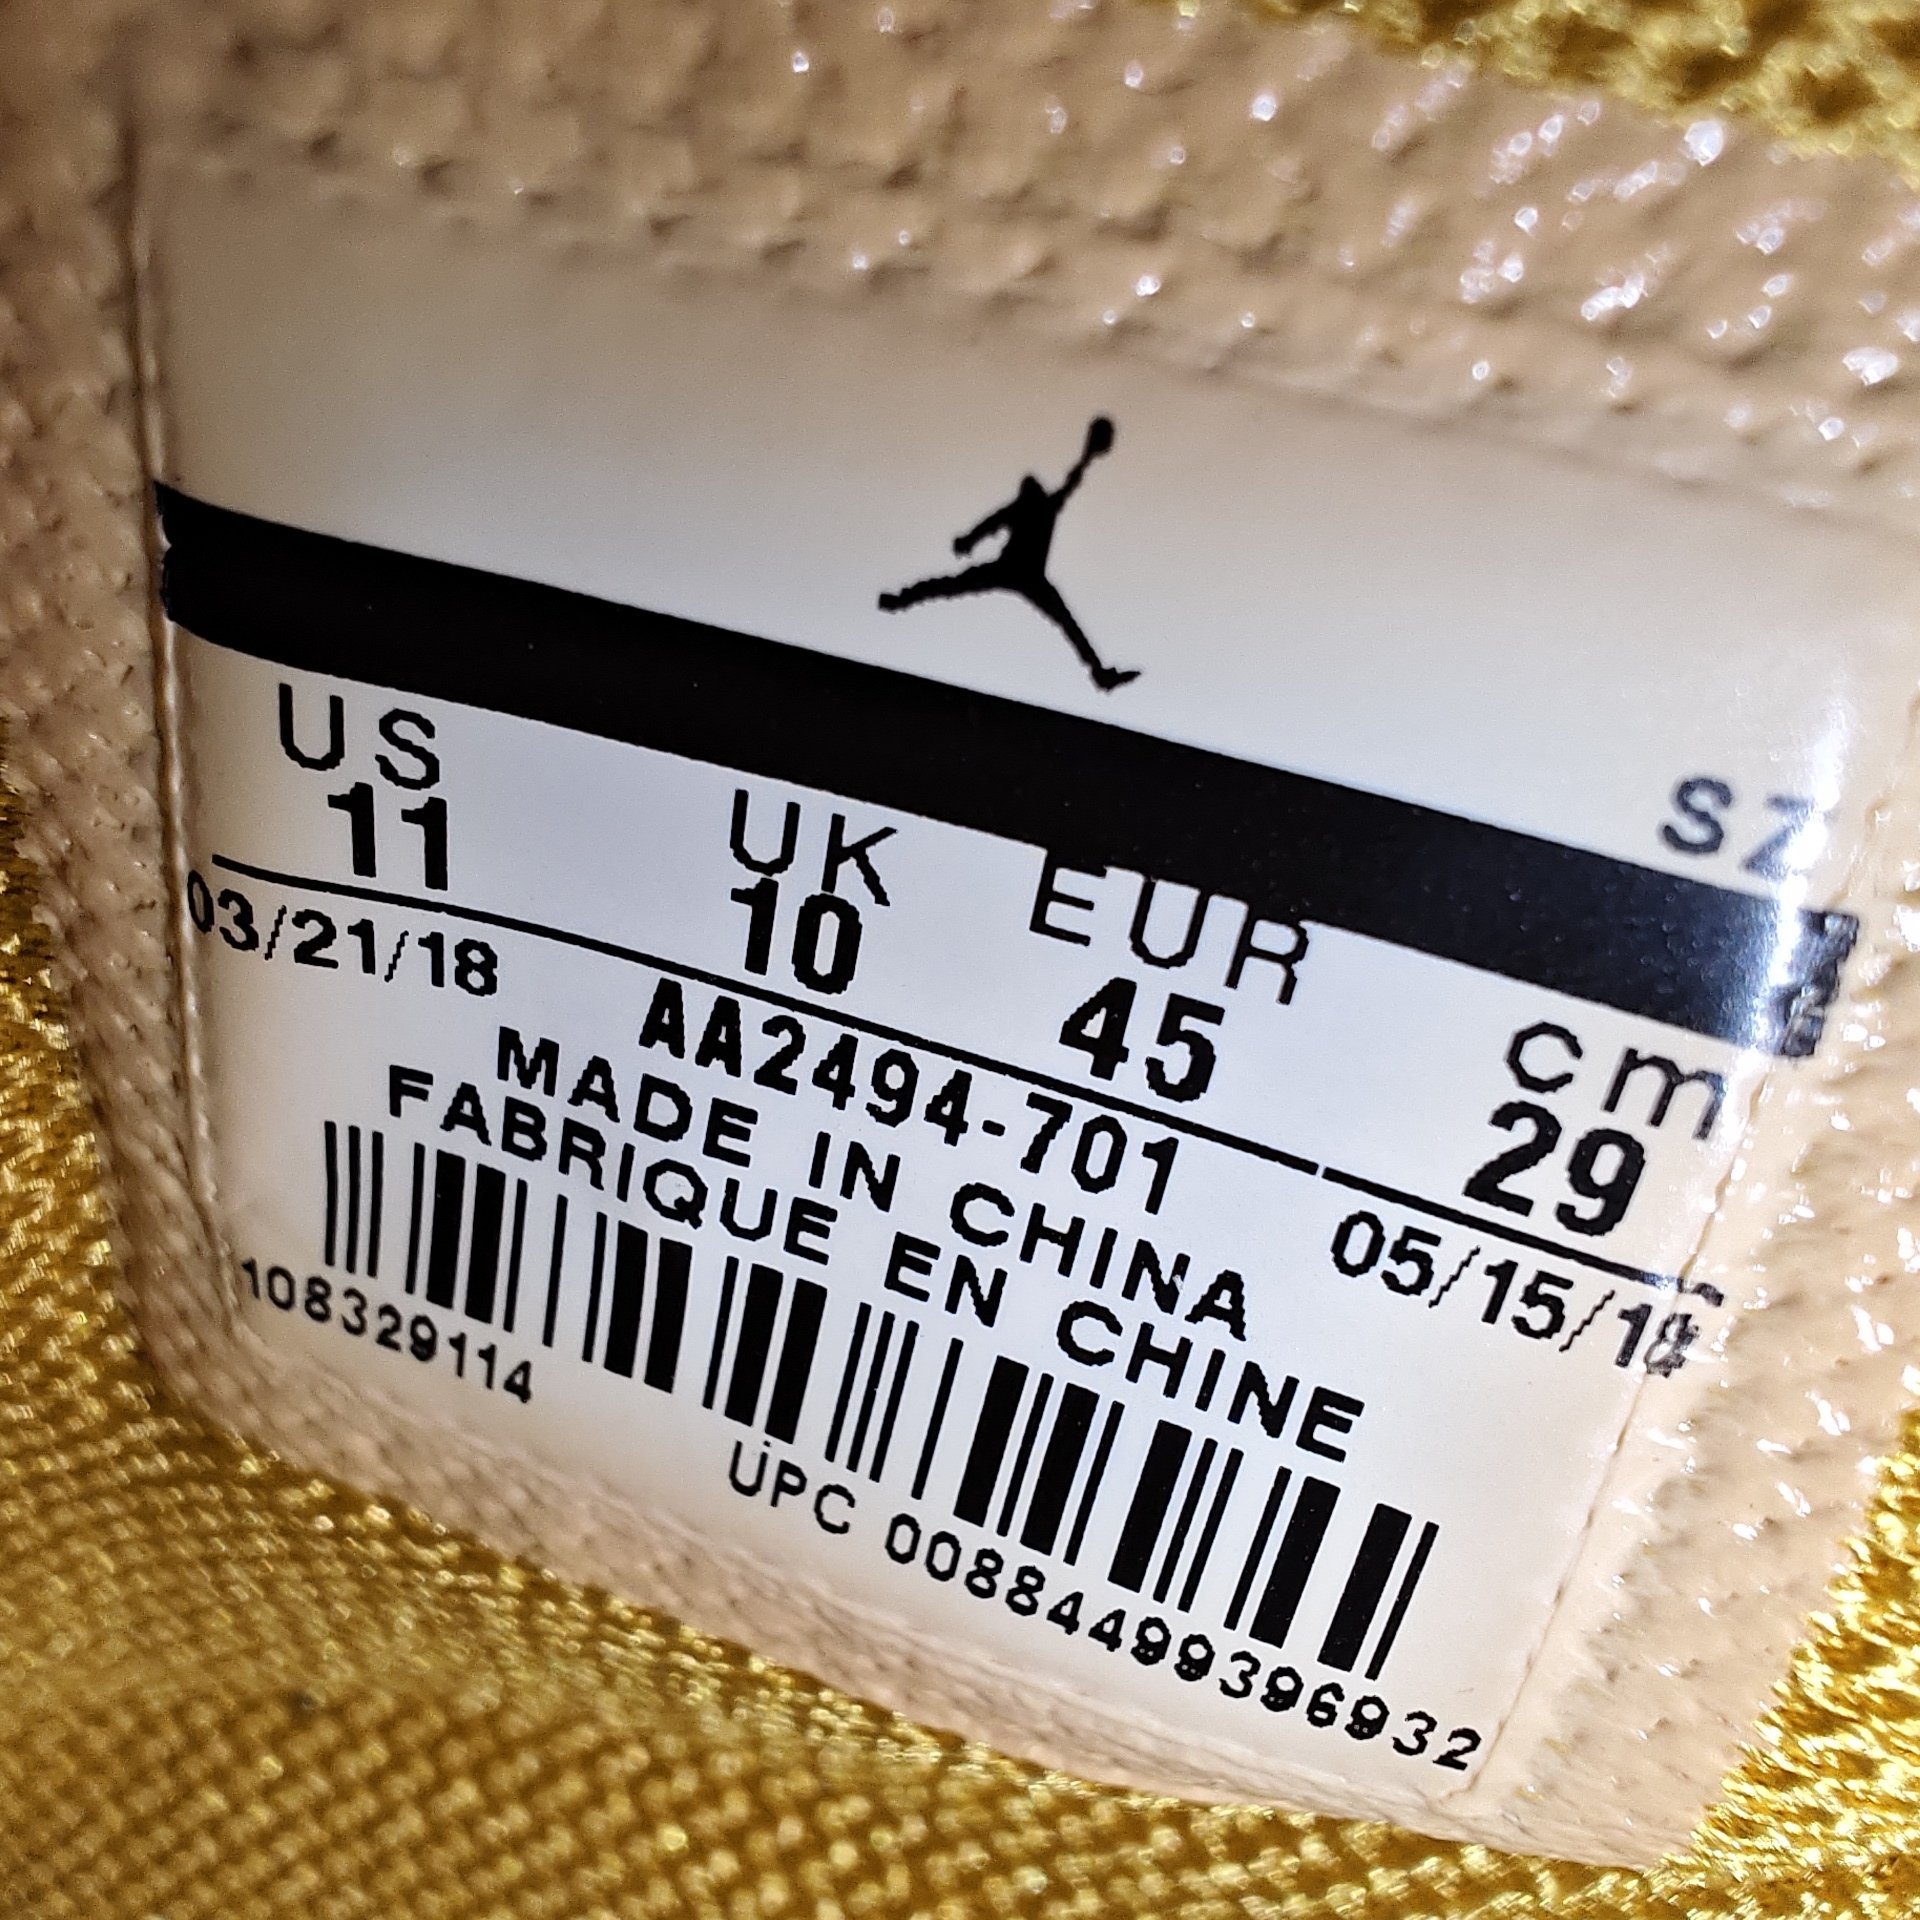 SZ
US UK EUR cm
11 10 45 29
03/21/18 AA2494-701 05/15/18
MADE IN CHINA
FABRIQUE EN CHINE
108329114
UPC 00884499396932